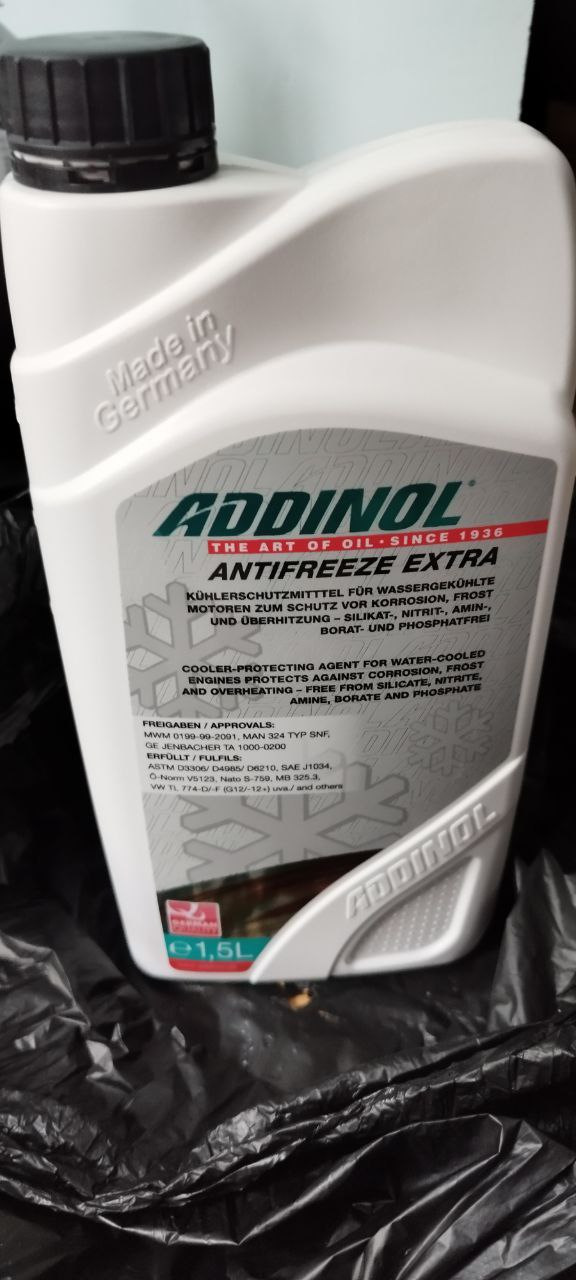 Made in
Germany
ADDINOL®
THE ART OF OIL · SINCE 1936
ANTIFREEZE EXTRA
KÜHLERSCHUTZMITTTEL FÜR WASSERGEKÜHLTE
MOTOREN ZUM SCHUTZ VOR KORROSION, FROST
UND ÜBERHITZUNG – SILIKAT-, NITRIT-, AMIN-,
BORAT- UND PHOSPHATFREI
COOLER-PROTECTING AGENT FOR WATER-COOLED
ENGINES PROTECTS AGAINST CORROSION, FROST
AND OVERHEATING – FREE FROM SILICATE, NITRITE,
AMINE, BORATE AND PHOSPHATE
FREIGABEN / APPROVALS:
MWM 0199-99-2091, MAN 324 TYP SNF,
GE JENBACHER TA 1000-0200
ERFÜLLT / FULFILS:
ASTM D3306/ D4985/ D6210, SAE J1034,
Ö-Norm V5123, Nato S-759, MB 325.3,
VW TL 774-D/-F (G12/-12+) uva./ and others
ADDINOL
GERMAN
℮ 1,5L